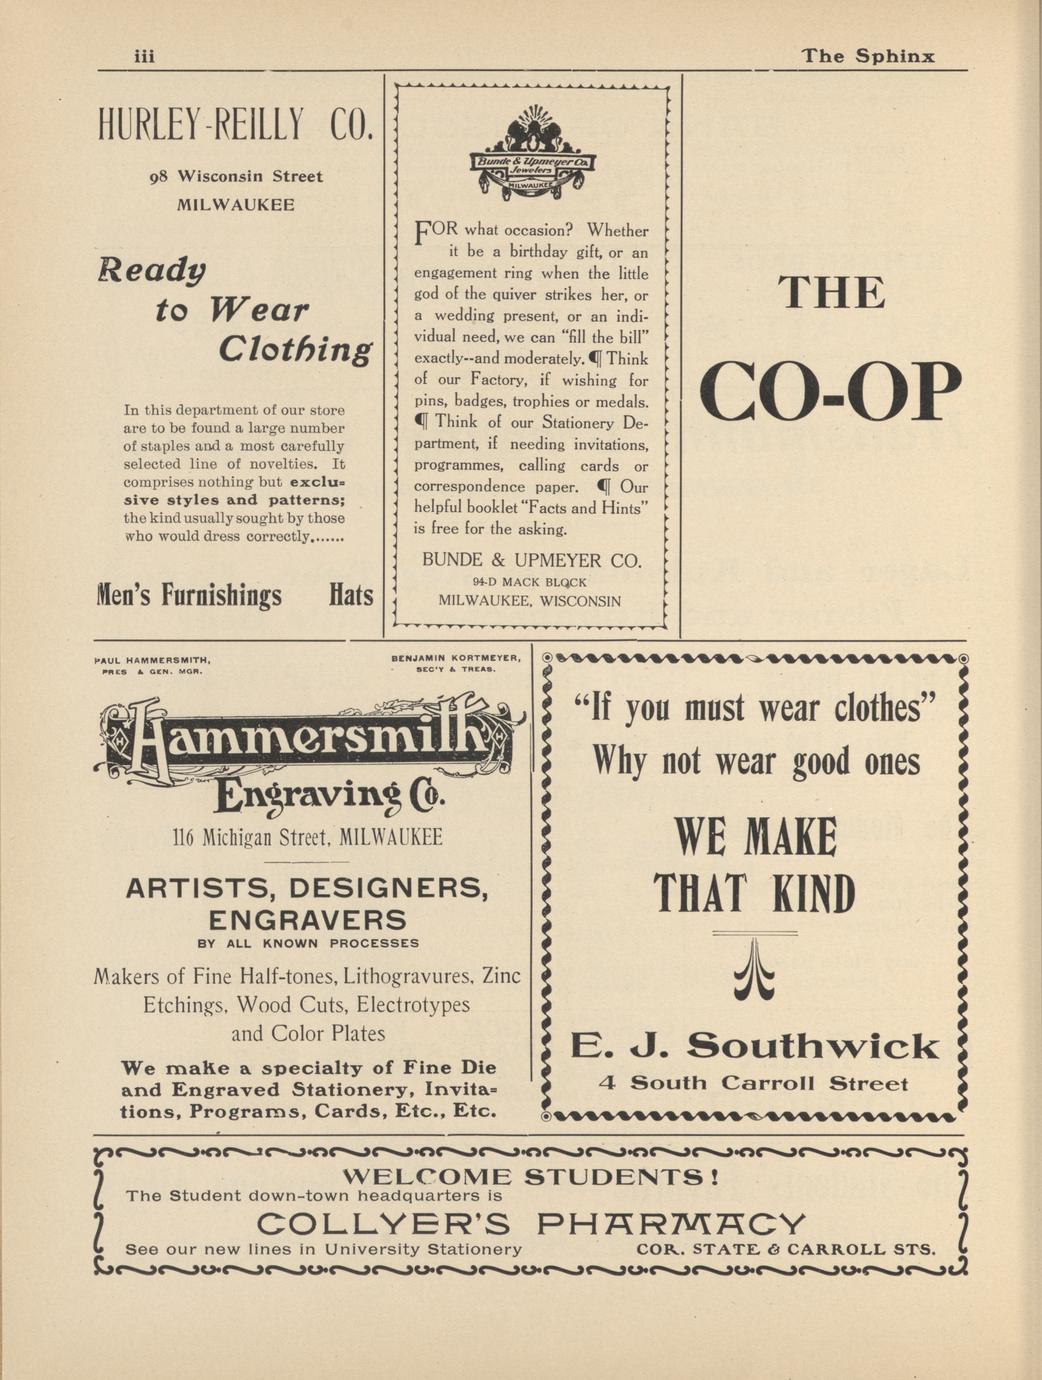 iii
The Sphinx
HURLEY-REILLY CO.
98 Wisconsin Street
MILWAUKEE
Ready
to Wear
Clothing
In this department of our store
are to be found a large number
of staples and a most carefully
selected line of novelties. It
comprises nothing but exclu=
sive styles and patterns;
the kind usually sought by those
who would dress correctly.......
Men's Furnishings Hats
Bunde & Upmeyer Co.
Jewelers
MILWAUKEE
FOR what occasion? Whether
it be a birthday gift, or an
engagement ring when the little
god of the quiver strikes her, or
a wedding present, or an indi-
vidual need, we can "fill the bill"
exactly--and moderately. ¶ Think
of our Factory, if wishing for
pins, badges, trophies or medals.
¶ Think of our Stationery De-
partment, if needing invitations,
programmes, calling cards or
correspondence paper. ¶ Our
helpful booklet "Facts and Hints"
is free for the asking.
BUNDE & UPMEYER CO.
94-D MACK BLOCK
MILWAUKEE, WISCONSIN
THE
CO-OP
PAUL HAMMERSMITH,
PRES & GEN. MGR.
BENJAMIN KORTMEYER,
SEC'Y & TREAS.
Hammersmith
Engraving Co.
116 Michigan Street, MILWAUKEE
ARTISTS, DESIGNERS,
ENGRAVERS
BY ALL KNOWN PROCESSES
Makers of Fine Half-tones, Lithogravures, Zinc
Etchings, Wood Cuts, Electrotypes
and Color Plates
We make a specialty of Fine Die
and Engraved Stationery, Invita=
tions, Programs, Cards, Etc., Etc.
"If you must wear clothes"
Why not wear good ones
WE MAKE
THAT KIND
E. J. Southwick
4 South Carroll Street
WELCOME STUDENTS!
The Student down-town headquarters is
COLLYER'S PHARMACY
See our new lines in University Stationery
COR. STATE & CARROLL STS.